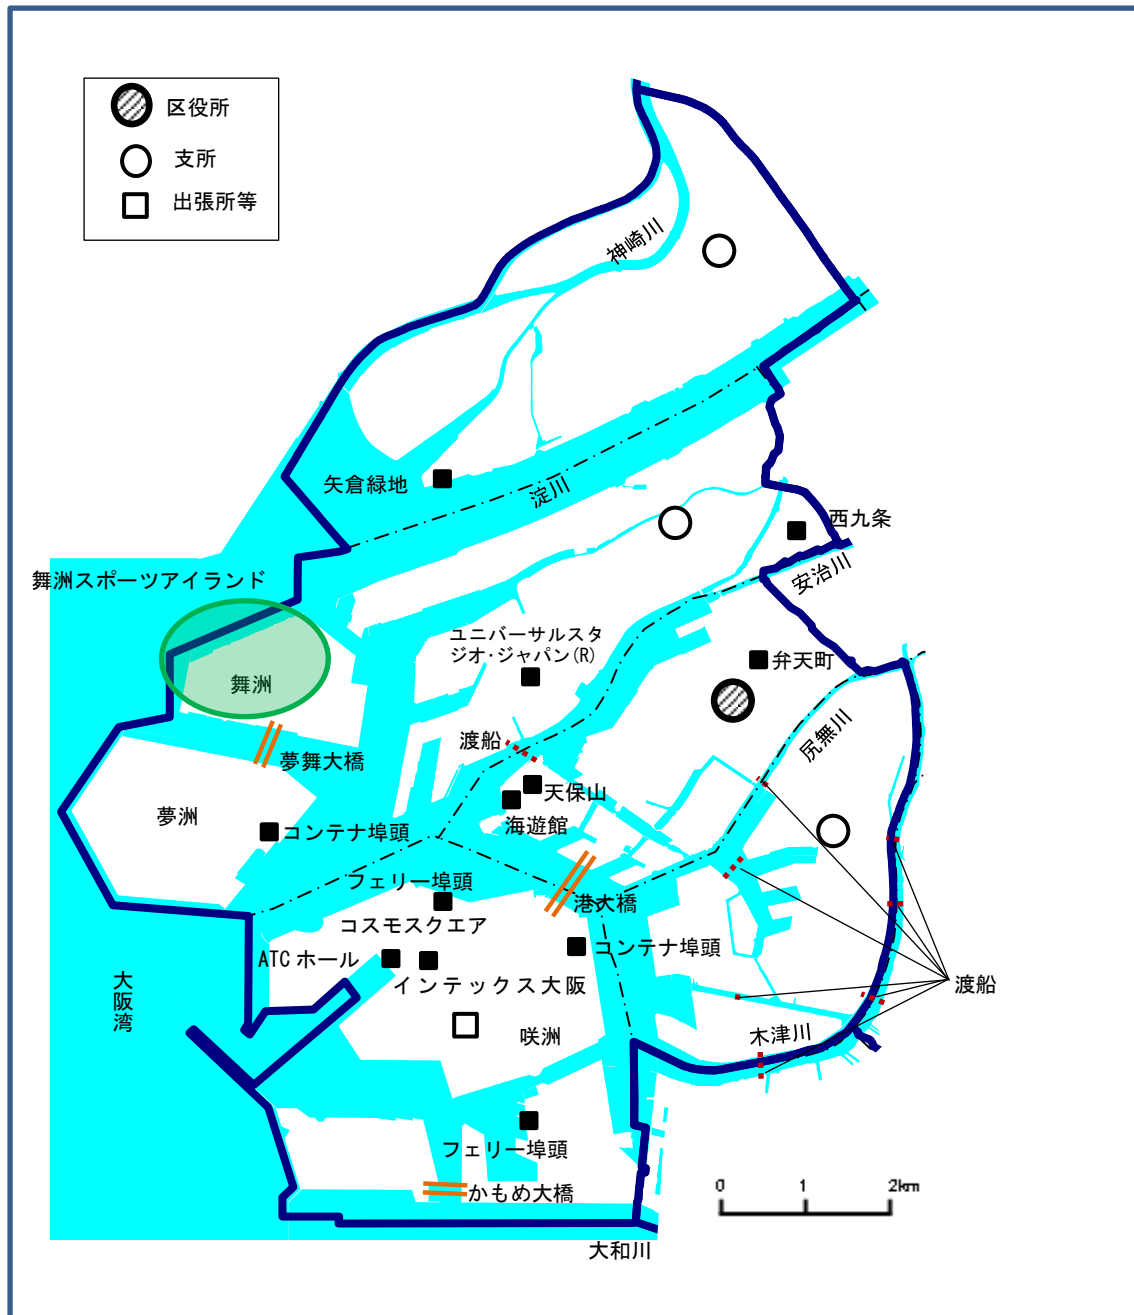 区役所
支所
出張所等
神崎川
矢倉緑地
淀川
西九条
舞洲スポーツアイランド
安治川
ユニバーサルスタ
ジオ・ジャパン(R)
弁天町
舞洲
尻無川
渡船
夢舞大橋
天保山
夢洲
海遊館
コンテナ埠頭
フェリー埠頭
港大橋
コスモスクエア
コンテナ埠頭
ATCホール
インテックス大阪
大阪湾
渡船
咲洲
木津川
フェリー埠頭
かもめ大橋
0 1 2km
大和川